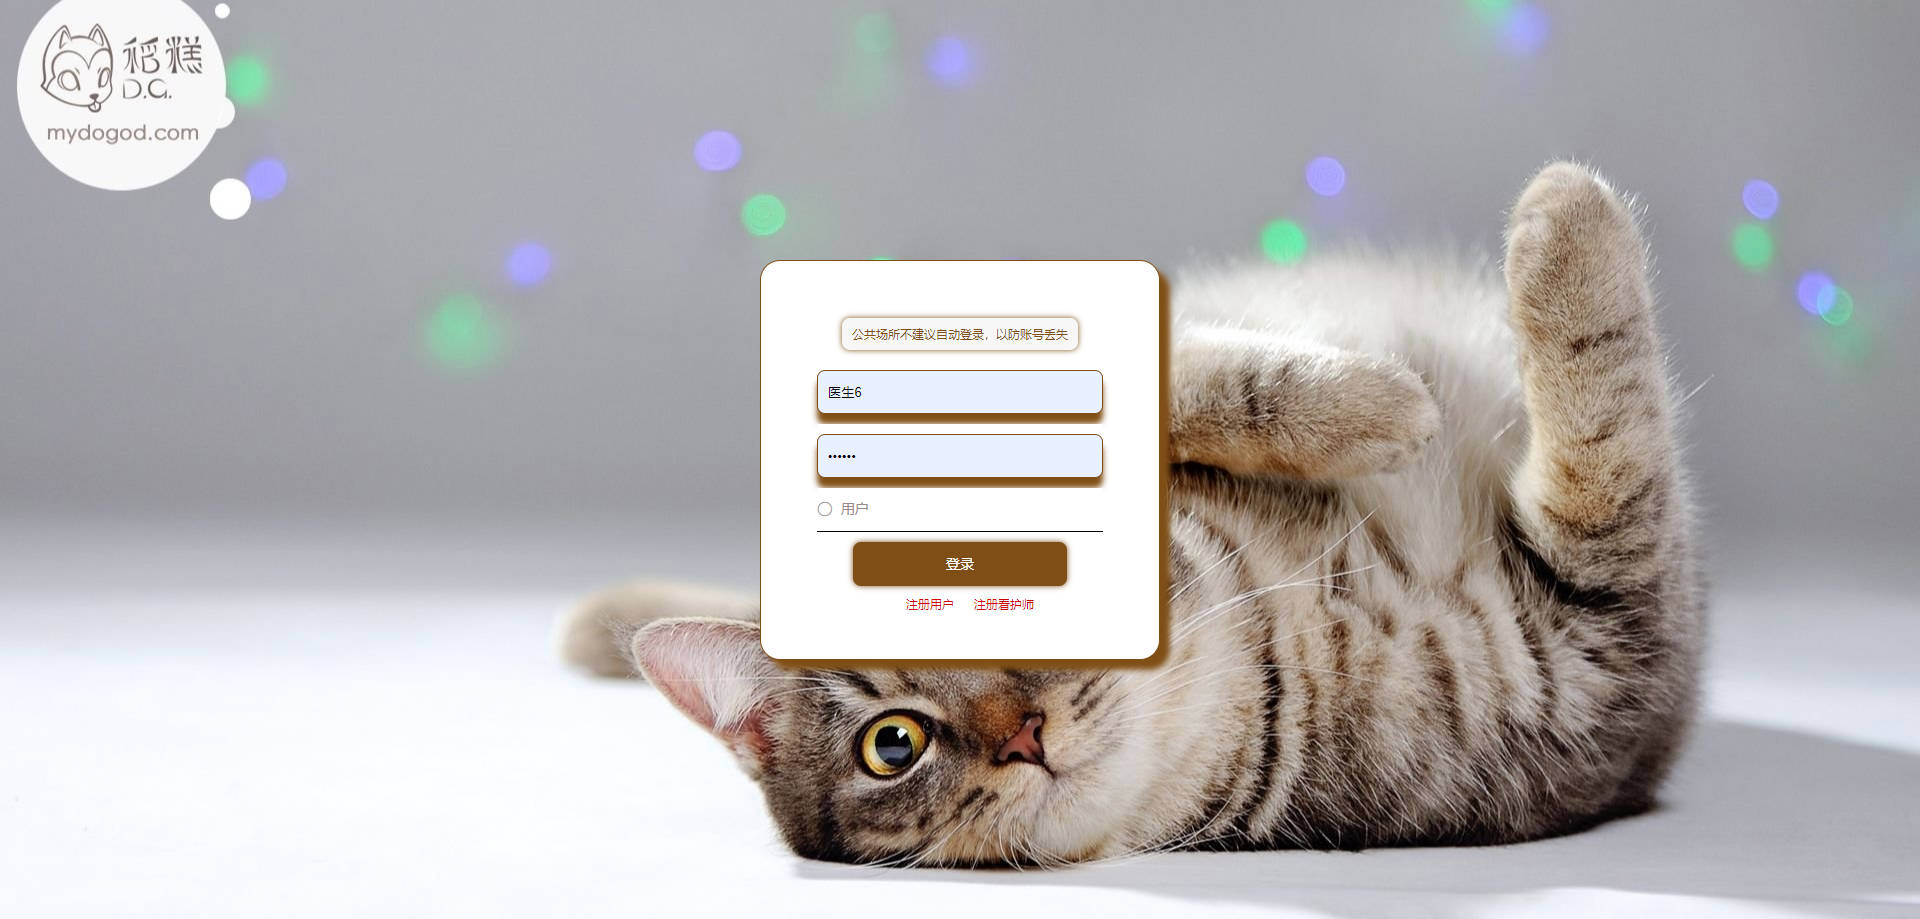 稻糕
D.G.
mydogod.com
公共场所不建议自动登录，以防账号丢失
医生6
••••••
用户
登录
注册用户 注册看护师